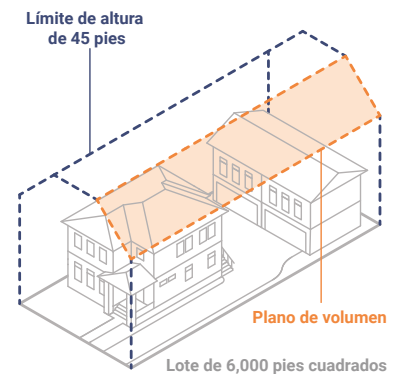 Límite de altura
de 45 pies
Plano de volumen
Lote de 6,000 pies cuadrados